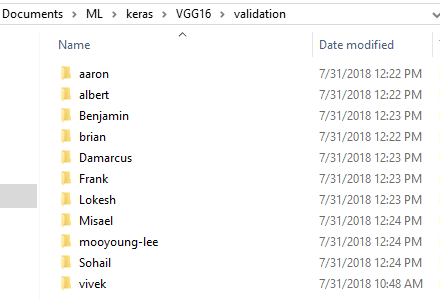 Documents > ML > keras > VGG16 > validation
Name Date modified
aaron 7/31/2018 12:22 PM
albert 7/31/2018 12:22 PM
Benjamin 7/31/2018 12:23 PM
brian 7/31/2018 12:22 PM
Damarcus 7/31/2018 12:23 PM
Frank 7/31/2018 12:23 PM
Lokesh 7/31/2018 12:23 PM
Misael 7/31/2018 12:24 PM
mooyoung-lee 7/31/2018 12:24 PM
Sohail 7/31/2018 12:24 PM
vivek 7/31/2018 10:48 AM